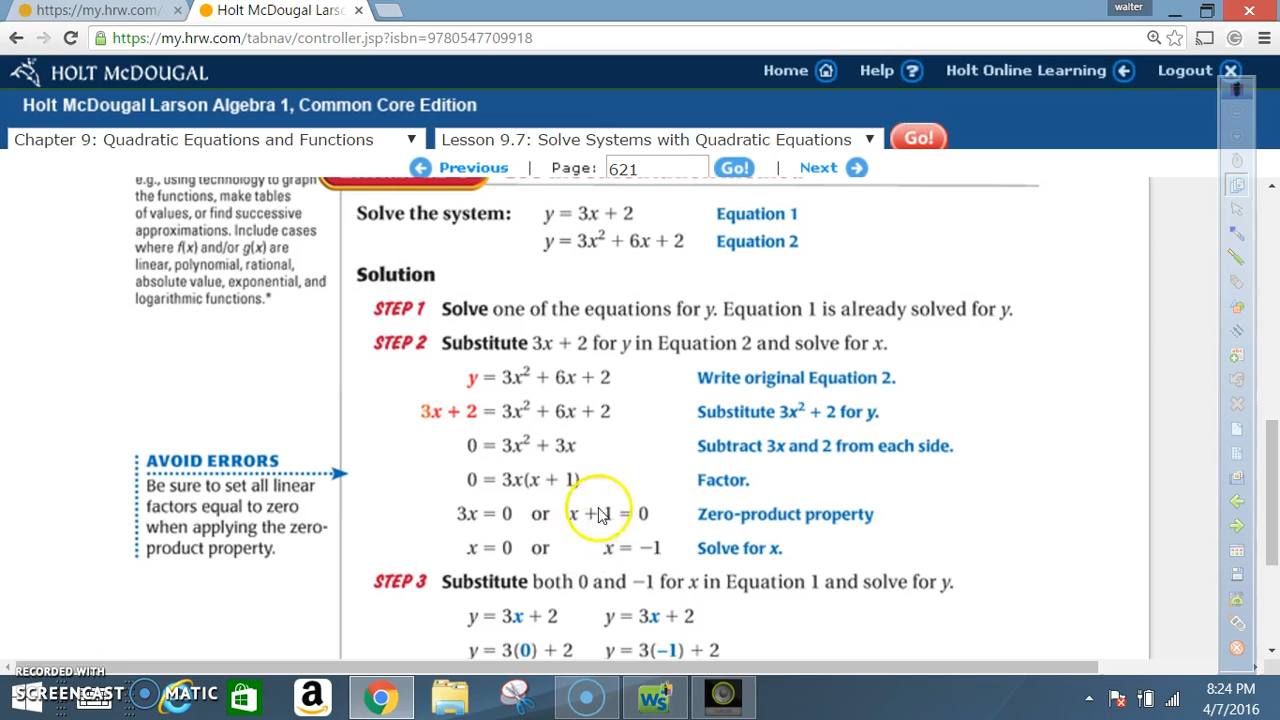 https://my.hrw.com/tabnav/
Holt McDougal Lars
walter
https://my.hrw.com/tabnav/controller.jsp?isbn=9780547709918
HOLT McDOUGAL
Home
Help ?
Holt Online Learning
Logout
Holt McDougal Larson Algebra 1, Common Core Edition
Chapter 9: Quadratic Equations and Functions
Lesson 9.7: Solve Systems with Quadratic Equations
Go!
Previous | Page: 621 Go! | Next
e.g., using technology to graph
the functions, make tables
of values, or find successive
approximations. Include cases
where f(x) and/or g(x) are
linear, polynomial, rational,
absolute value, exponential, and
logarithmic functions.*
Solve the system: y = 3x + 2 Equation 1
y = 3x² + 6x + 2 Equation 2
Solution
STEP 1 Solve one of the equations for y. Equation 1 is already solved for y.
STEP 2 Substitute 3x + 2 for y in Equation 2 and solve for x.
y = 3x² + 6x + 2 Write original Equation 2.
3x + 2 = 3x² + 6x + 2 Substitute 3x² + 2 for y.
0 = 3x² + 3x Subtract 3x and 2 from each side.
0 = 3x(x + 1) Factor.
3x = 0 or x + 1 = 0 Zero-product property
x = 0 or x = −1 Solve for x.
AVOID ERRORS
Be sure to set all linear
factors equal to zero
when applying the zero-
product property.
STEP 3 Substitute both 0 and −1 for x in Equation 1 and solve for y.
y = 3x + 2 y = 3x + 2
y = 3(0) + 2 y = 3(−1) + 2
RECORDED WITH
SCREENCAST MATIC
8:24 PM
4/7/2016